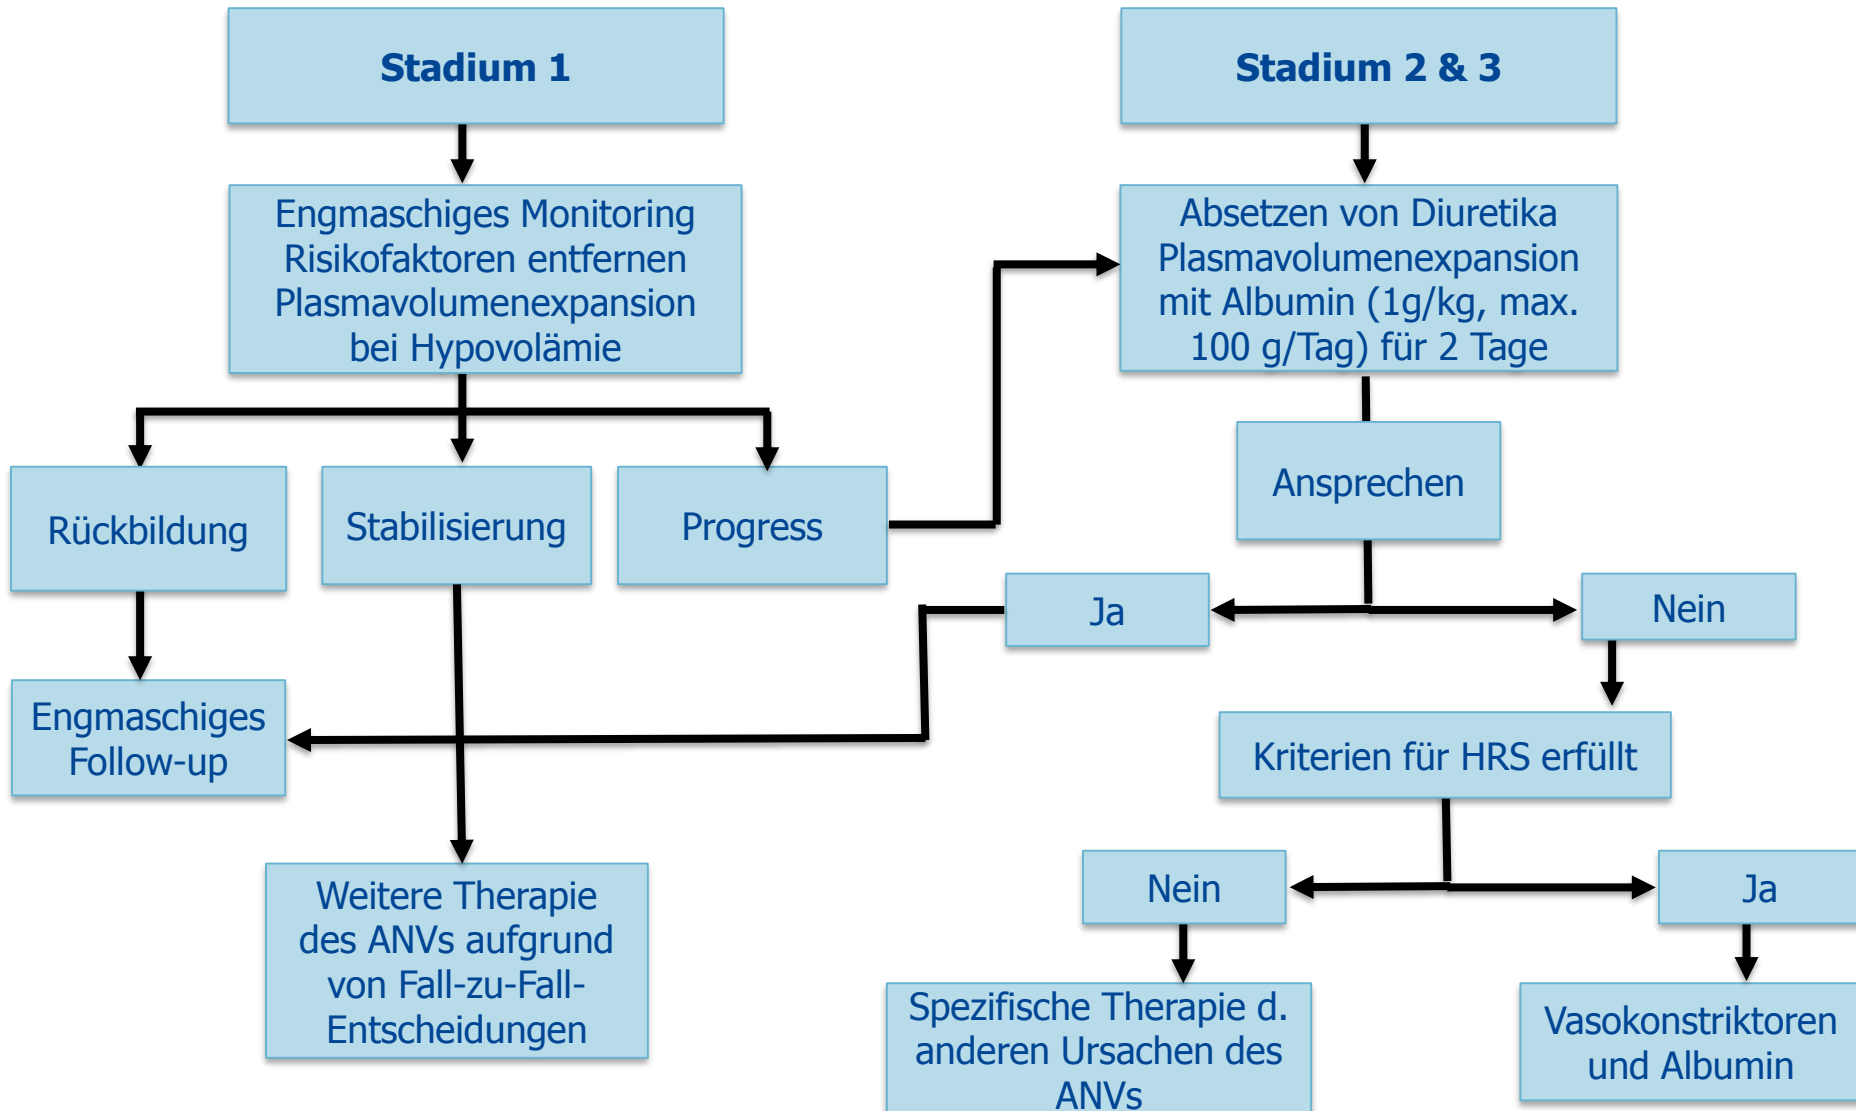 Stadium 1
Stadium 2 & 3
Engmaschiges Monitoring
Risikofaktoren entfernen
Plasmavolumenexpansion
bei Hypovolämie
Absetzen von Diuretika
Plasmavolumenexpansion
mit Albumin (1g/kg, max.
100 g/Tag) für 2 Tage
Rückbildung
Stabilisierung
Progress
Ansprechen
Ja
Nein
Engmaschiges
Follow-up
Kriterien für HRS erfüllt
Weitere Therapie
des ANVs aufgrund
von Fall-zu-Fall-
Entscheidungen
Nein
Ja
Spezifische Therapie d.
anderen Ursachen des
ANVs
Vasokonstriktoren
und Albumin